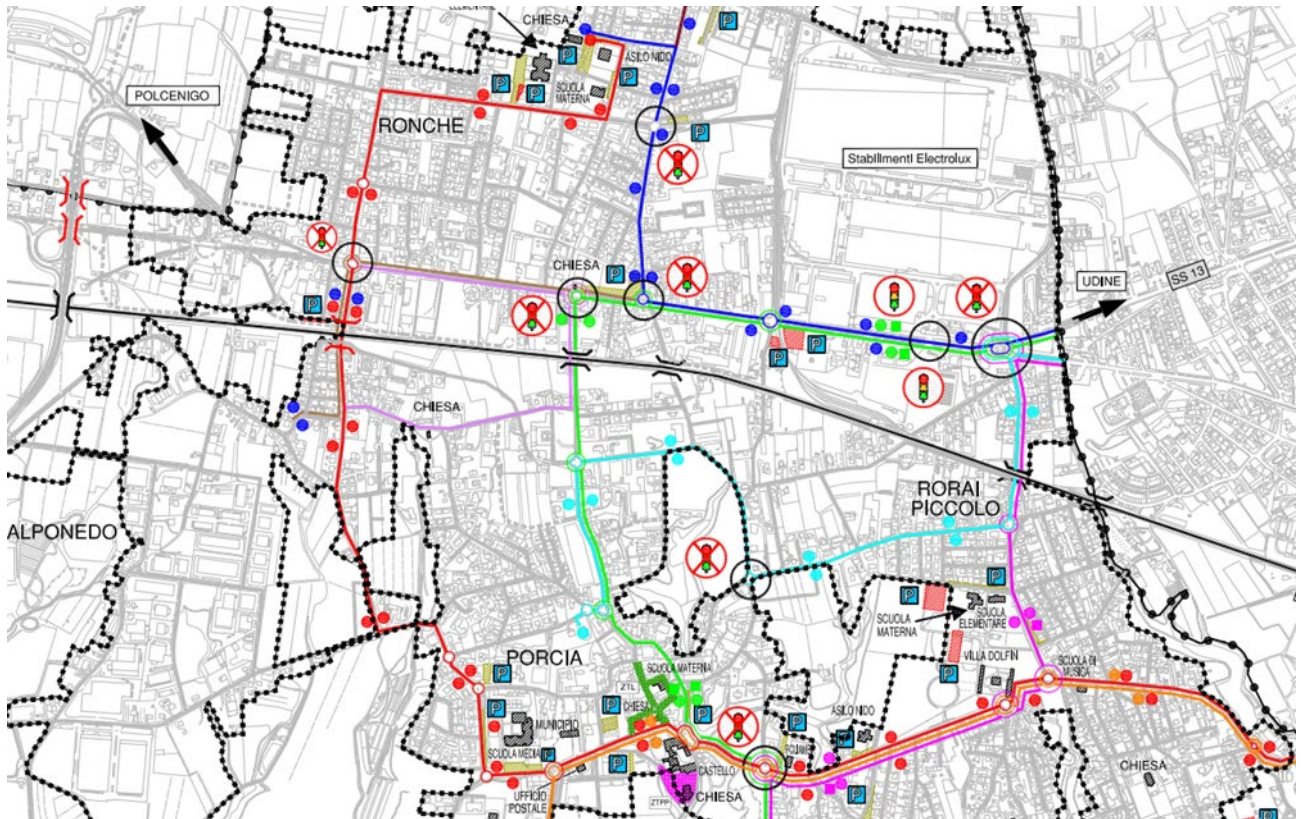 ELEMENTARE
CHIESA
P
P
ASILO NIDO
P
P
P
SCUOLA
MATERNA
POLCENIGO
RONCHE
P
Stabilimenti Electrolux
CHIESA
P
UDINE
SS 13
P
P
P
CHIESA
ALPONEDO
RORAI
PICCOLO
P
P
SCUOLA
MATERNA
SCUOLA
ELEMENTARE
PORCIA
P
SCUOLA MATERNA
VILLA DOLFIN
P
SCUOLA DI
MUSICA
ZTL
CHIESA
P
P
P
ASILO NIDO
P
P
MUNICIPIO
SCUOLA MEDIA
P
P
CASTELLO
P
CHIESA
UFFICIO
POSTALE
ZTPP
CHIESA
P